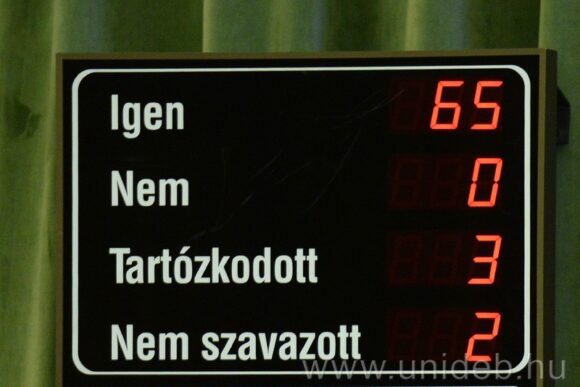 Igen 65
Nem 0
Tartózkodott 3
Nem szavazott 2
www.unideb.hu